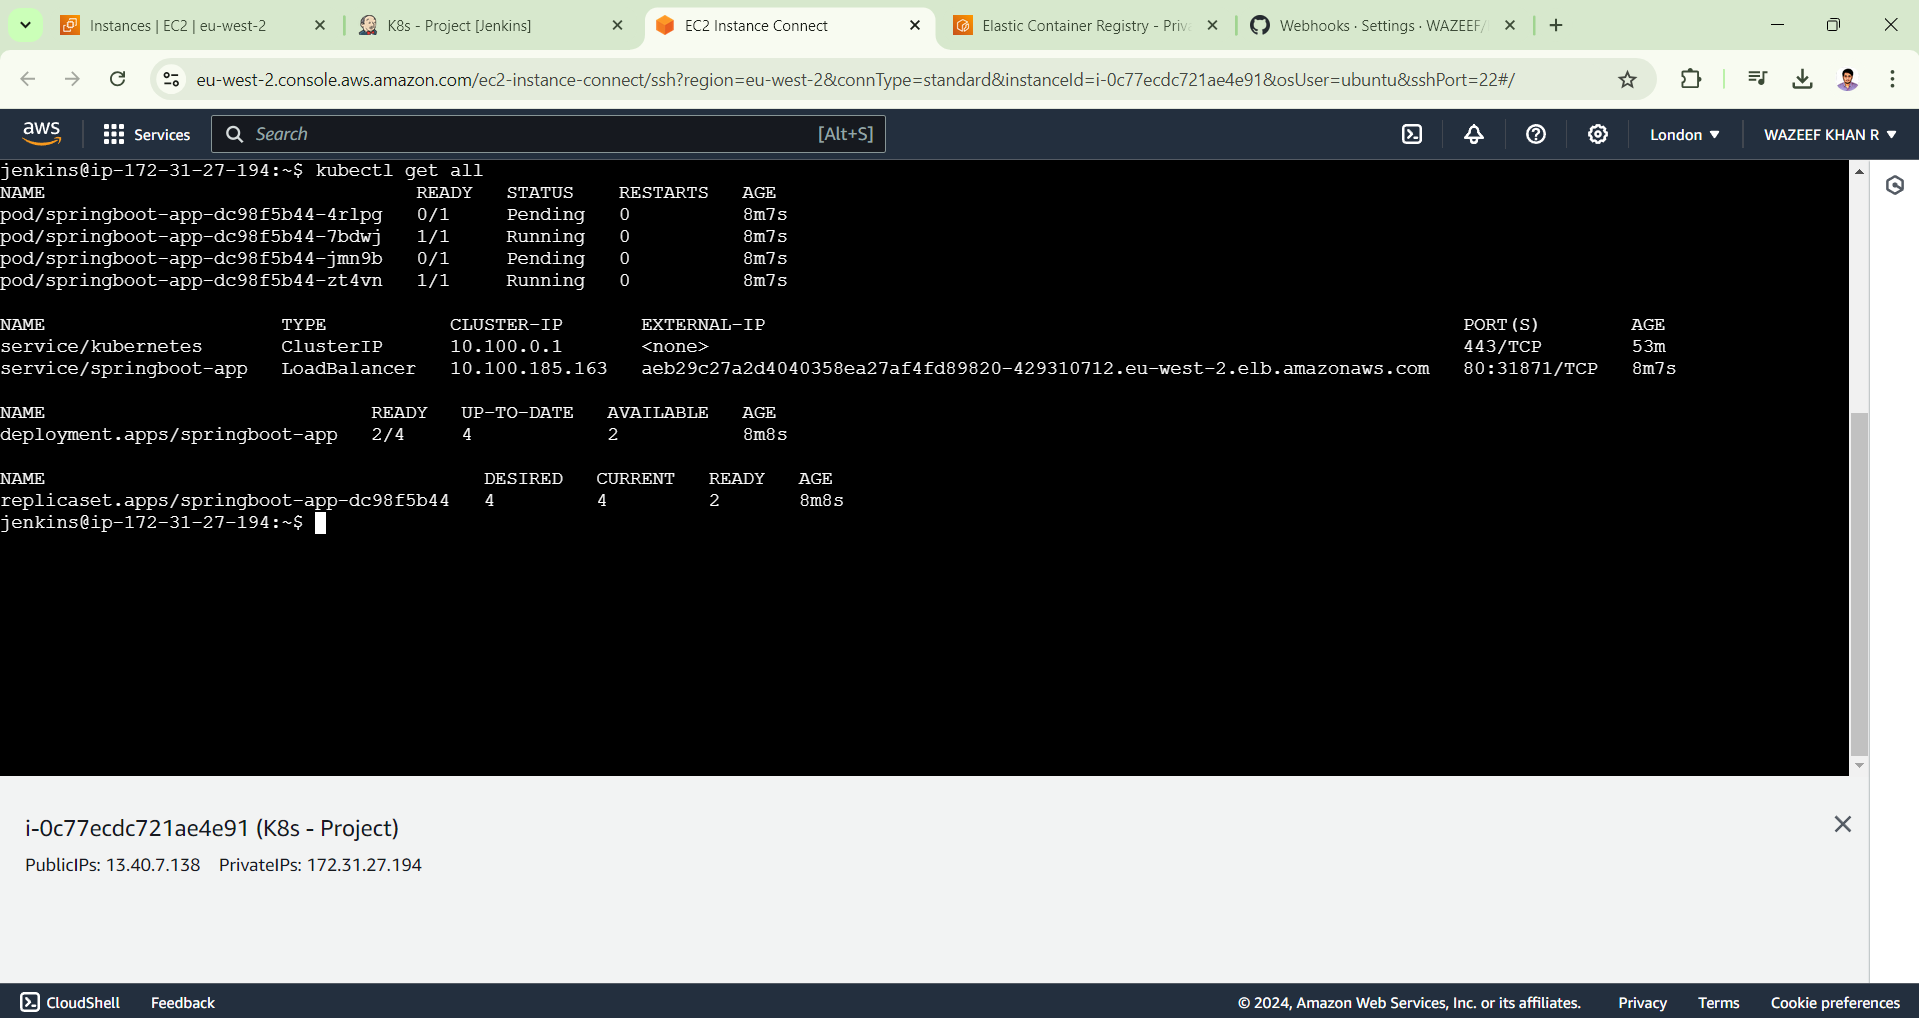 Instances | EC2 | eu-west-2
K8s - Project [Jenkins]
EC2 Instance Connect
Elastic Container Registry - Priva
Webhooks · Settings · WAZEEF/
eu-west-2.console.aws.amazon.com/ec2-instance-connect/ssh?region=eu-west-2&connType=standard&instanceId=i-0c77ecdc721ae4e91&osUser=ubuntu&sshPort=22#/
aws Services Search [Alt+S] London WAZEEF KHAN R
jenkins@ip-172-31-27-194:~$ kubectl get all
NAME READY STATUS RESTARTS AGE
pod/springboot-app-dc98f5b44-4rlpg 0/1 Pending 0 8m7s
pod/springboot-app-dc98f5b44-7bdwj 1/1 Running 0 8m7s
pod/springboot-app-dc98f5b44-jmn9b 0/1 Pending 0 8m7s
pod/springboot-app-dc98f5b44-zt4vn 1/1 Running 0 8m7s
NAME TYPE CLUSTER-IP EXTERNAL-IP PORT(S) AGE
service/kubernetes ClusterIP 10.100.0.1 <none> 443/TCP 53m
service/springboot-app LoadBalancer 10.100.185.163 aeb29c27a2d4040358ea27af4fd89820-429310712.eu-west-2.elb.amazonaws.com 80:31871/TCP 8m7s
NAME READY UP-TO-DATE AVAILABLE AGE
deployment.apps/springboot-app 2/4 4 2 8m8s
NAME DESIRED CURRENT READY AGE
replicaset.apps/springboot-app-dc98f5b44 4 4 2 8m8s
jenkins@ip-172-31-27-194:~$
i-0c77ecdc721ae4e91 (K8s - Project)
PublicIPs: 13.40.7.138 PrivateIPs: 172.31.27.194
CloudShell Feedback © 2024, Amazon Web Services, Inc. or its affiliates. Privacy Terms Cookie preferences